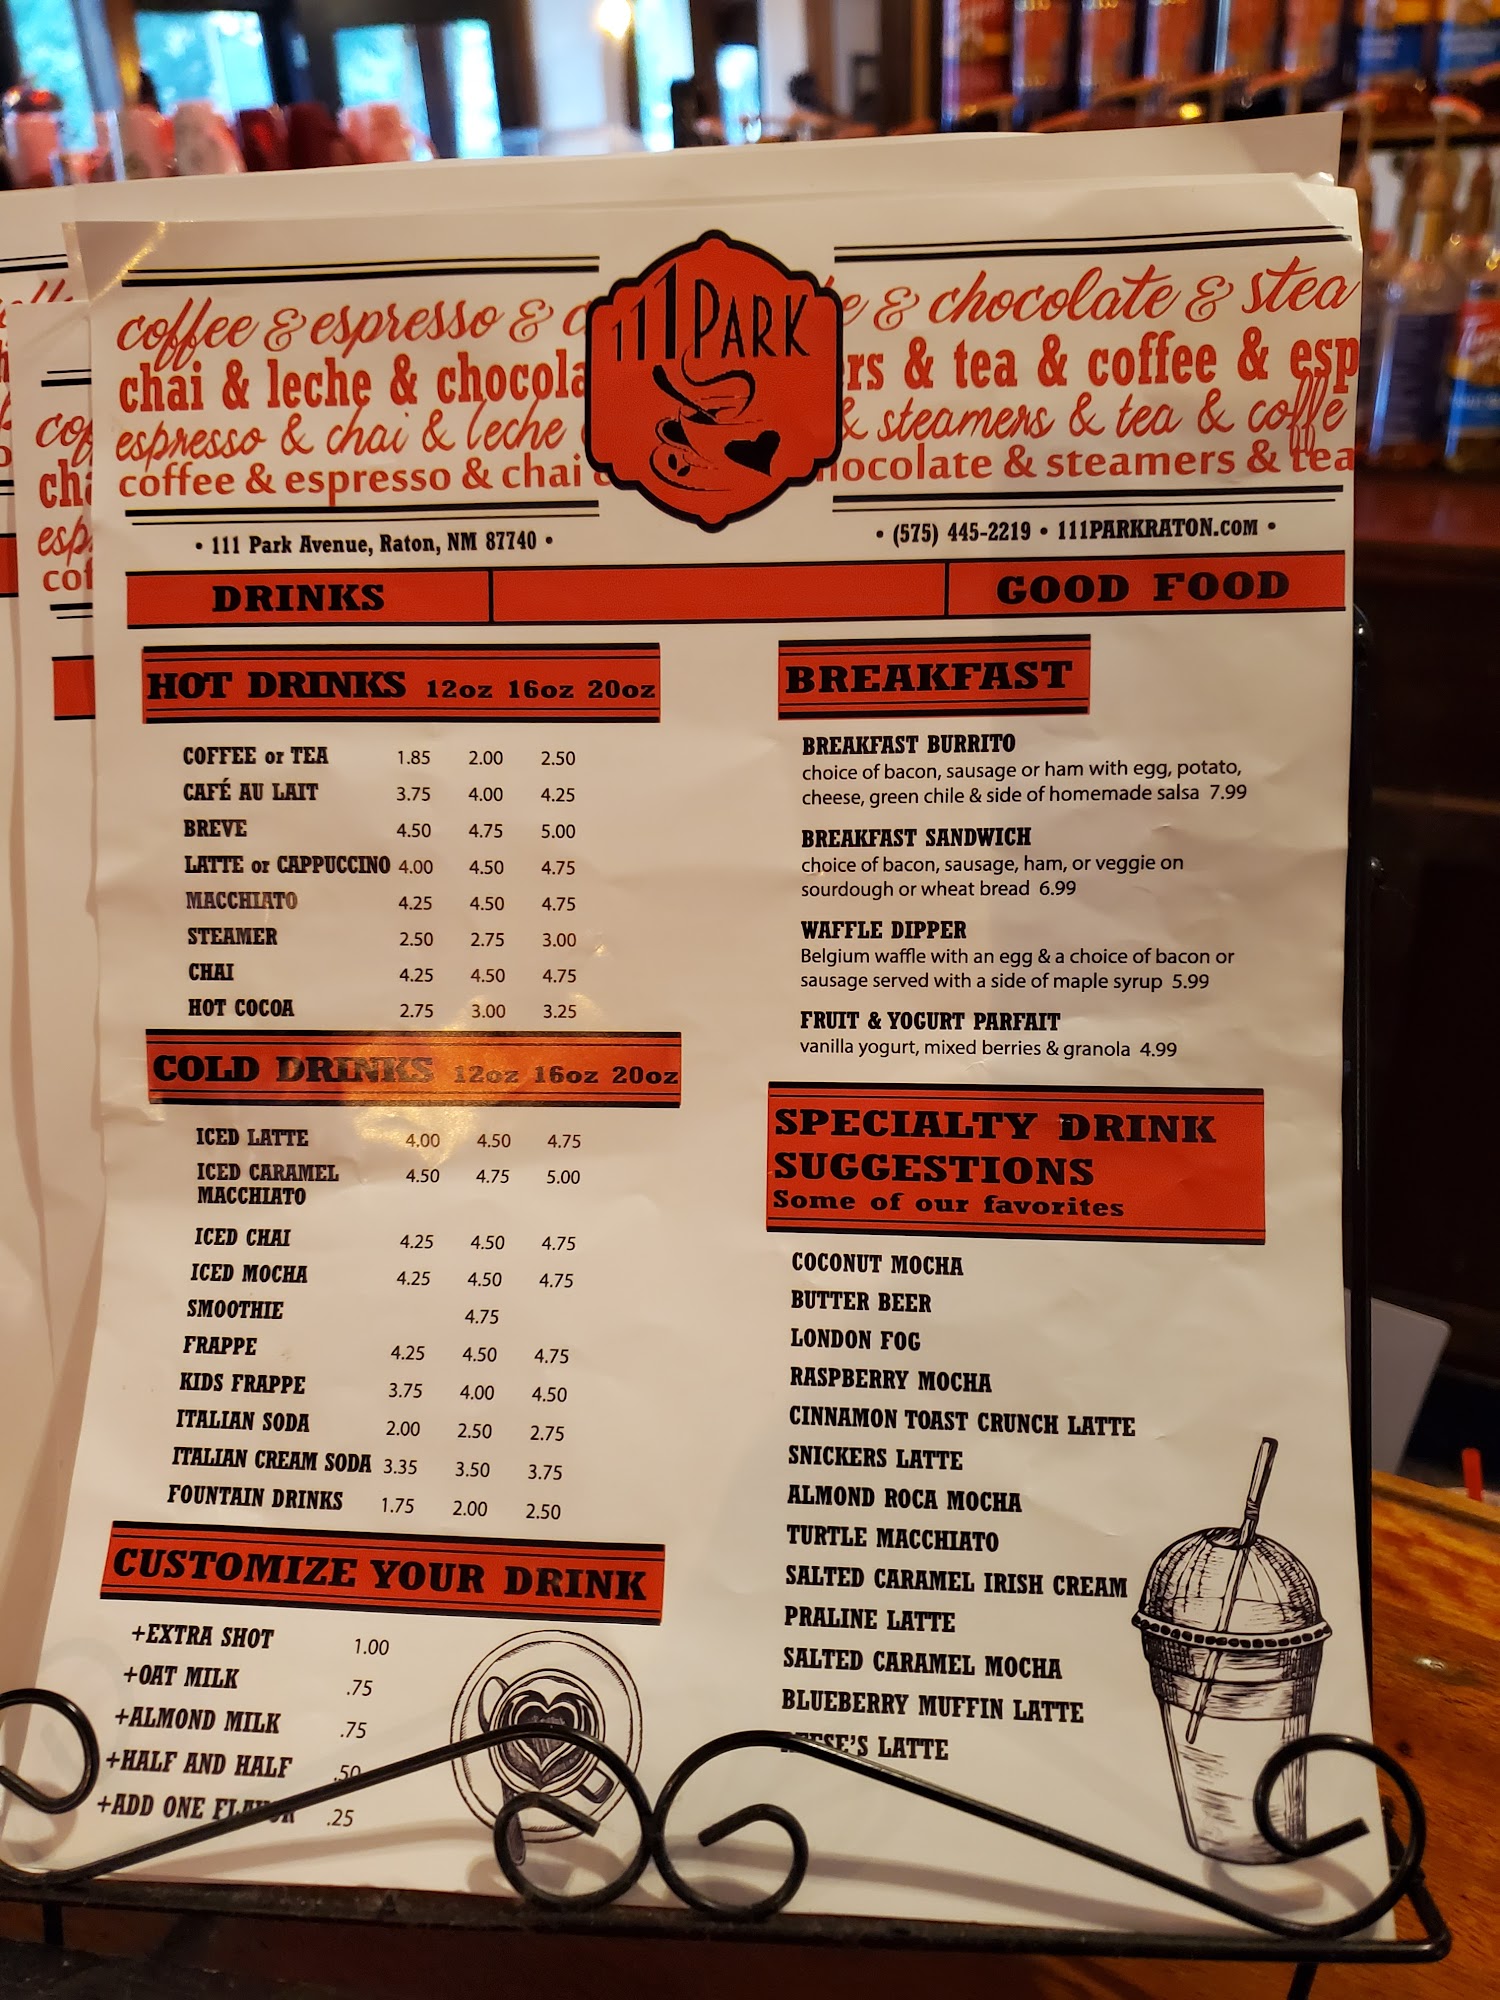 coffee & espresso & c
e & chocolate & stea
chai & leche & chocola
rs & tea & coffee & esp
espresso & chai & leche
& steamers & tea & coffe
coffee & espresso & chai &
hocolate & steamers & tea
111 PARK
• 111 Park Avenue, Raton, NM 87740 •
• (575) 445-2219 • 111PARKRATON.COM •
DRINKS
GOOD FOOD
HOT DRINKS 12oz 16oz 20oz
COFFEE or TEA 1.85 2.00 2.50
CAFÉ AU LAIT 3.75 4.00 4.25
BREVE 4.50 4.75 5.00
LATTE or CAPPUCCINO 4.00 4.50 4.75
MACCHIATO 4.25 4.50 4.75
STEAMER 2.50 2.75 3.00
CHAI 4.25 4.50 4.75
HOT COCOA 2.75 3.00 3.25
COLD DRINKS 12oz 16oz 20oz
ICED LATTE 4.00 4.50 4.75
ICED CARAMEL 4.50 4.75 5.00
MACCHIATO
ICED CHAI 4.25 4.50 4.75
ICED MOCHA 4.25 4.50 4.75
SMOOTHIE 4.75
FRAPPE 4.25 4.50 4.75
KIDS FRAPPE 3.75 4.00 4.50
ITALIAN SODA 2.00 2.50 2.75
ITALIAN CREAM SODA 3.35 3.50 3.75
FOUNTAIN DRINKS 1.75 2.00 2.50
CUSTOMIZE YOUR DRINK
+EXTRA SHOT 1.00
+OAT MILK .75
+ALMOND MILK .75
+HALF AND HALF .50
+ADD ONE FLAVOR .25
BREAKFAST
BREAKFAST BURRITO
choice of bacon, sausage or ham with egg, potato,
cheese, green chile & side of homemade salsa 7.99
BREAKFAST SANDWICH
choice of bacon, sausage, ham, or veggie on
sourdough or wheat bread 6.99
WAFFLE DIPPER
Belgium waffle with an egg & a choice of bacon or
sausage served with a side of maple syrup 5.99
FRUIT & YOGURT PARFAIT
vanilla yogurt, mixed berries & granola 4.99
SPECIALTY DRINK
SUGGESTIONS
Some of our favorites
COCONUT MOCHA
BUTTER BEER
LONDON FOG
RASPBERRY MOCHA
CINNAMON TOAST CRUNCH LATTE
SNICKERS LATTE
ALMOND ROCA MOCHA
TURTLE MACCHIATO
SALTED CARAMEL IRISH CREAM
PRALINE LATTE
SALTED CARAMEL MOCHA
BLUEBERRY MUFFIN LATTE
REESE'S LATTE